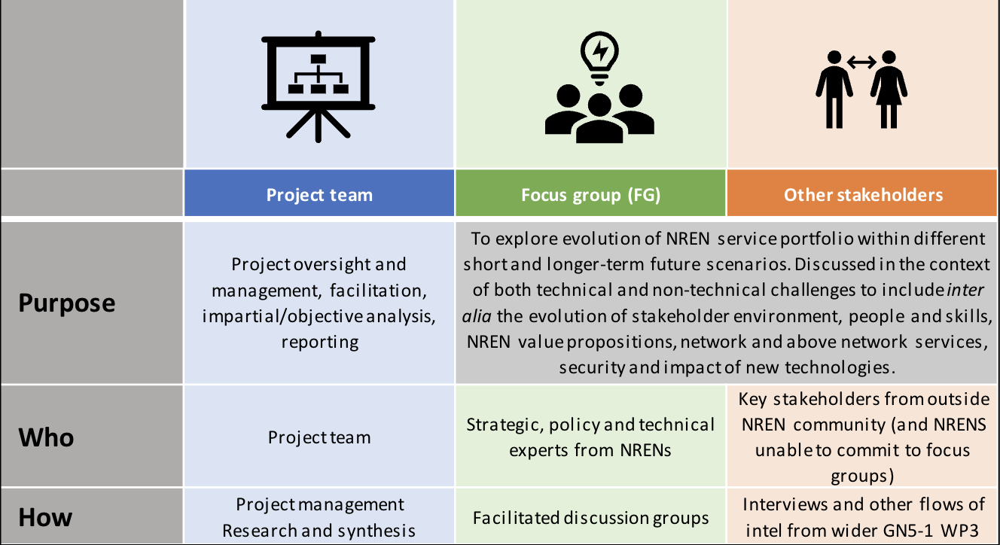 Project team
Focus group (FG)
Other stakeholders
Purpose
Project oversight and
management, facilitation,
impartial/objective analysis,
reporting
To explore evolution of NREN service portfolio within different
short and longer-term future scenarios. Discussed in the context
of both technical and non-technical challenges to include inter
alia the evolution of stakeholder environment, people and skills,
NREN value propositions, network and above network services,
security and impact of new technologies.
Who
Project team
Strategic, policy and technical
experts from NRENs
Key stakeholders from outside
NREN community (and NRENS
unable to commit to focus
groups)
How
Project management
Research and synthesis
Facilitated discussion groups
Interviews and other flows of
intel from wider GN5-1 WP3